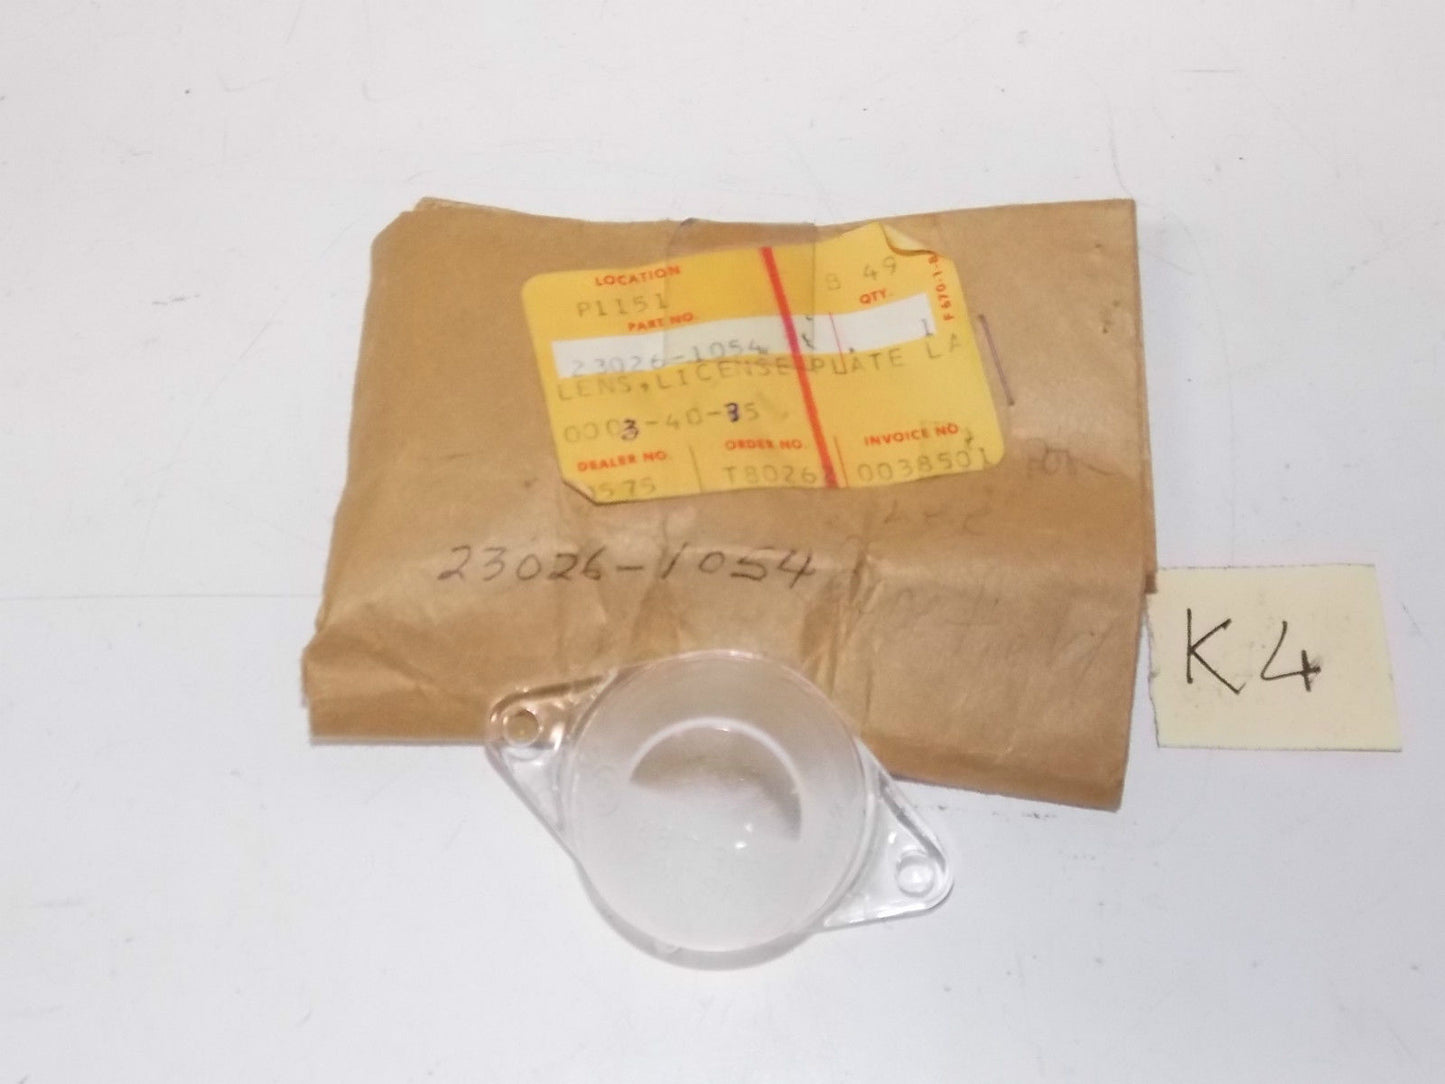 LOCATION
P1151 B 49
PART NO. QTY.
23026-1054 1
LENS,LICENSE PLATE LA
0003-40-35
DEALER NO. ORDER NO. INVOICE NO.
0038501
23026-1054
K4